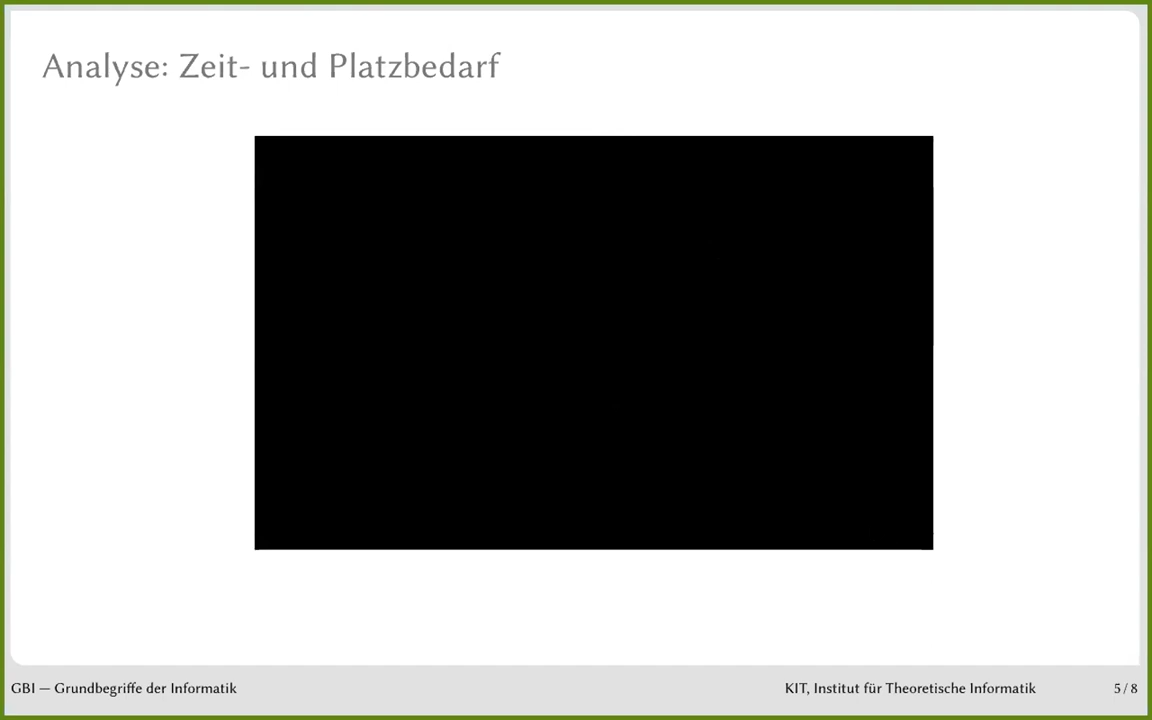 Analyse: Zeit- und Platzbedarf
GBI — Grundbegriffe der Informatik
KIT, Institut für Theoretische Informatik
5 / 8